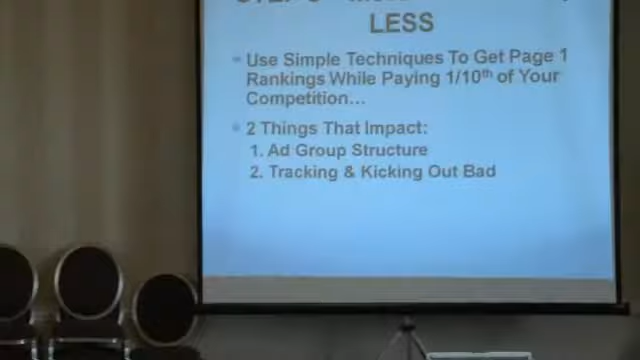 LESS
Use Simple Techniques To Get Page 1
Rankings While Paying 1/10th of Your
Competition…
2 Things That Impact:
1. Ad Group Structure
2. Tracking & Kicking Out Bad